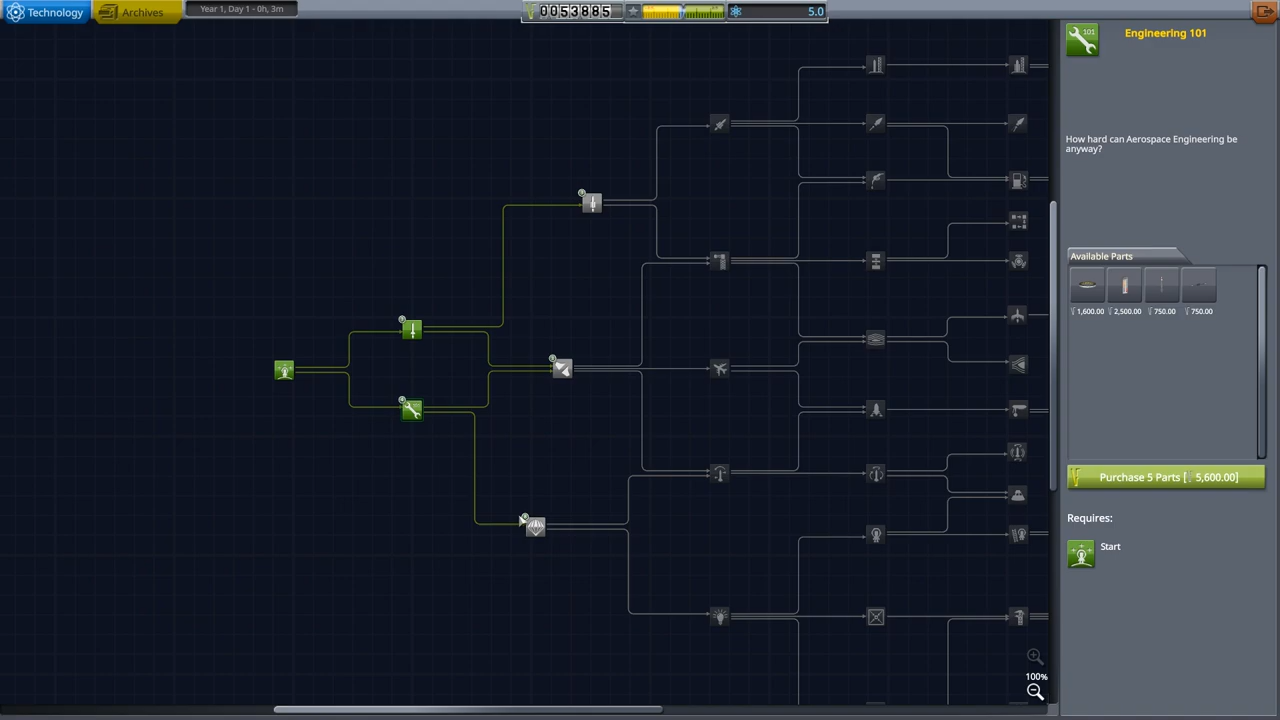 Technology
Archives
Year 1, Day 1 - 0h, 3m
0053885
5.0
101
Engineering 101
How hard can Aerospace Engineering be
anyway?
Available Parts
1,600.00 2,500.00 750.00 750.00
Purchase 5 Parts [ 5,600.00]
Requires:
Start
100%